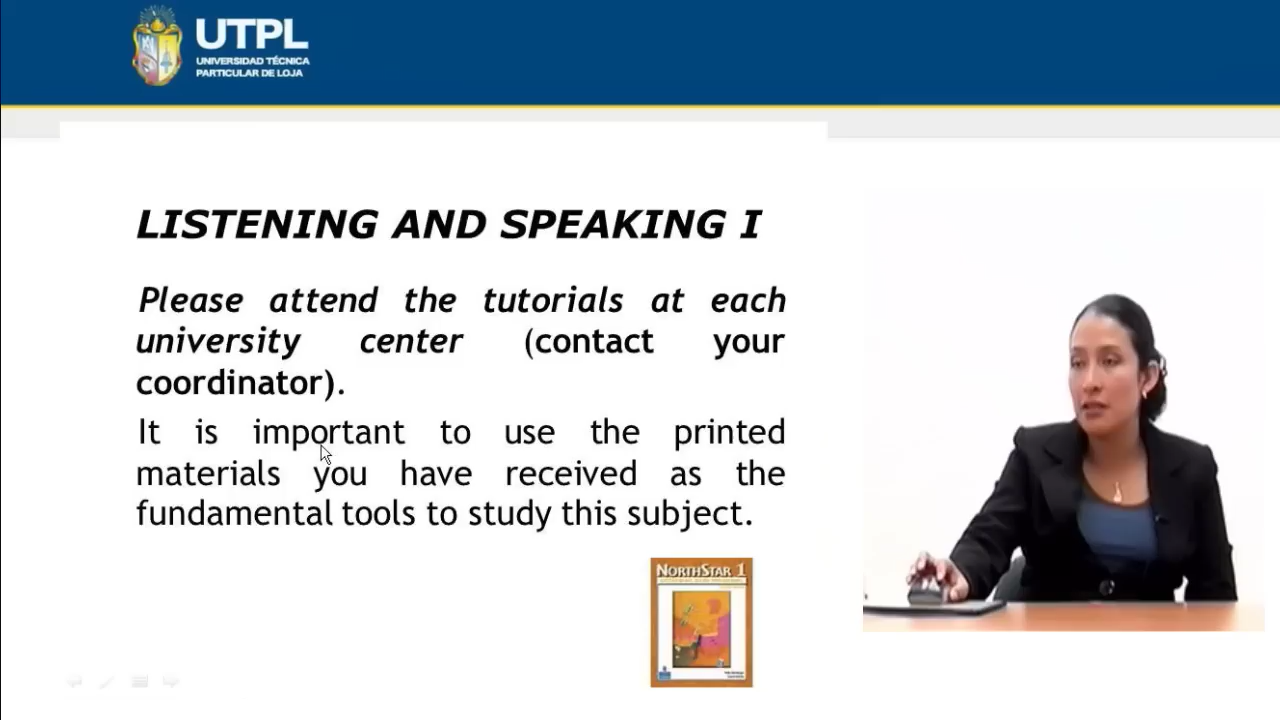 UTPL
UNIVERSIDAD TÉCNICA
PARTICULAR DE LOJA
LISTENING AND SPEAKING I
Please attend the tutorials at each
university center (contact your
coordinator).
It is important to use the printed
materials you have received as the
fundamental tools to study this subject.
NORTHSTAR 1